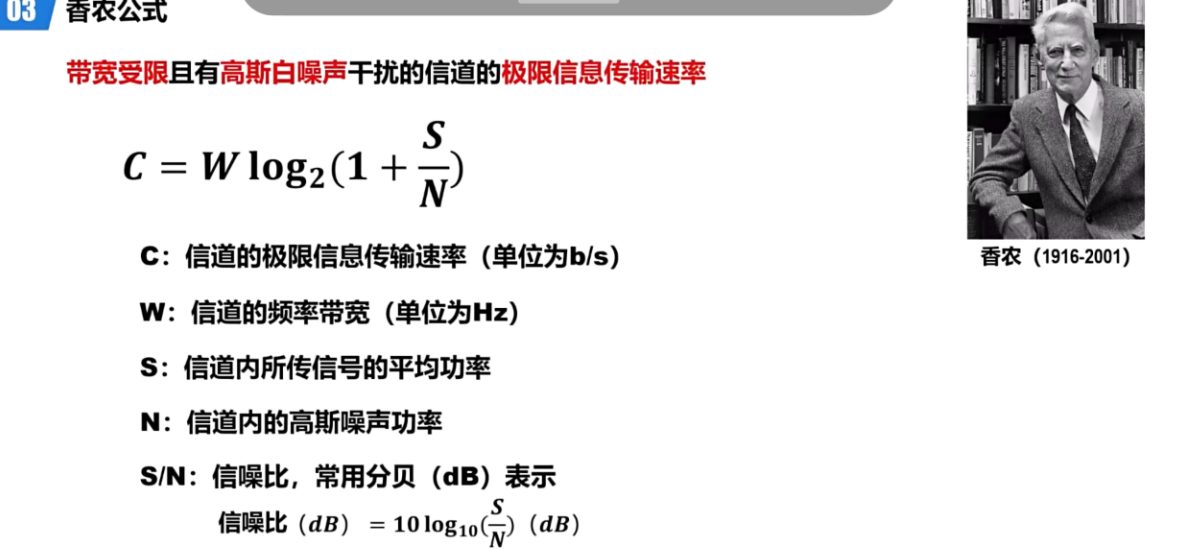 03 香农公式
带宽受限且有高斯白噪声干扰的信道的极限信息传输速率
C = W log₂(1 + S/N)
C：信道的极限信息传输速率（单位为b/s）
W：信道的频率带宽（单位为Hz）
S：信道内所传信号的平均功率
N：信道内的高斯噪声功率
S/N：信噪比，常用分贝（dB）表示
信噪比（dB） = 10 log₁₀(S/N)（dB）
香农（1916-2001）